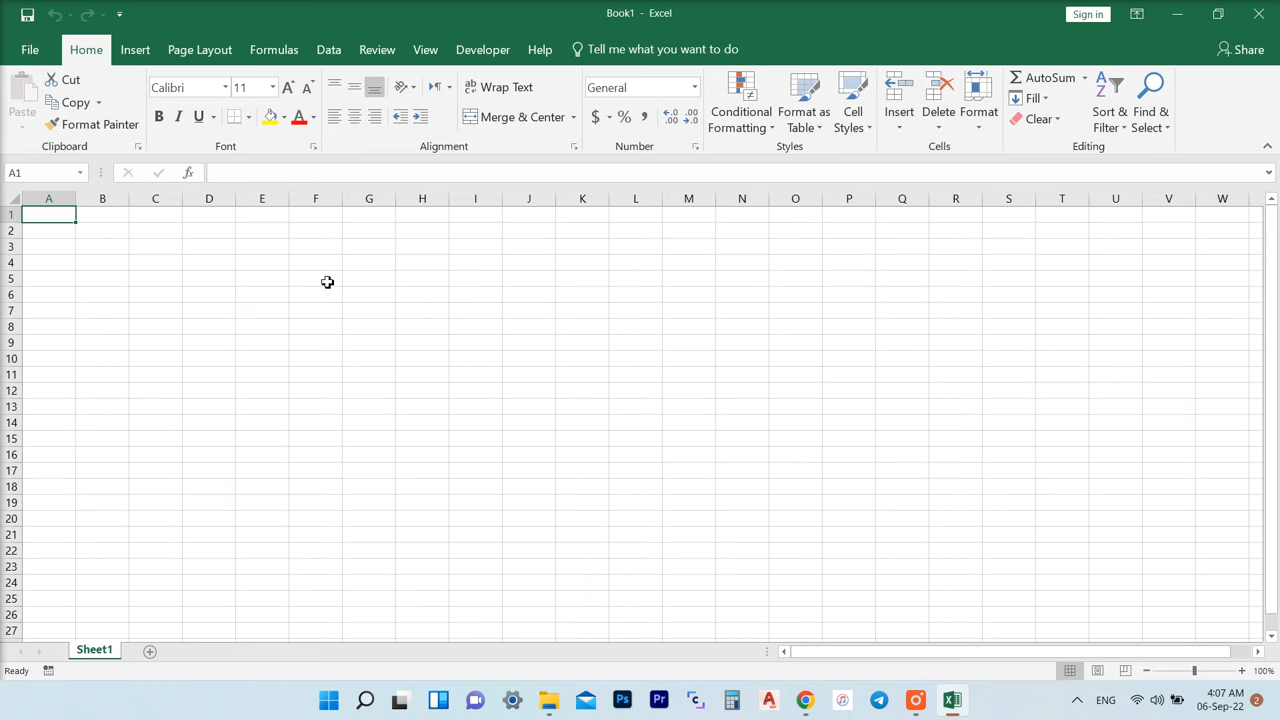 Book1 - Excel
Sign in
File Home Insert Page Layout Formulas Data Review View Developer Help Tell me what you want to do Share
Paste
Cut
Copy
Format Painter
Clipboard
Calibri 11
B I U A
Font
Wrap Text
Merge & Center
Alignment
General
$ % ,
.00 .0
Number
Conditional Formatting
Format as Table
Cell Styles
Styles
Insert
Delete
Format
Cells
AutoSum
Fill
Clear
Sort & Filter
Find & Select
Editing
A1 fx
A B C D E F G H I J K L M N O P Q R S T U V W
1
2
3
4
5
6
7
8
9
10
11
12
13
14
15
16
17
18
19
20
21
22
23
24
25
26
27
Sheet1
Ready 100%
Ps Pr A ENG 4:07 AM
06-Sep-22 2